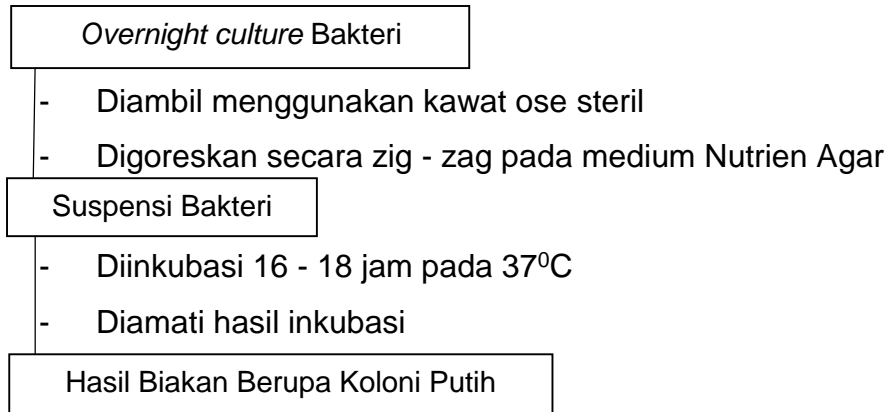 Overnight culture Bakteri
- Diambil menggunakan kawat ose steril
- Digoreskan secara zig - zag pada medium Nutrien Agar
Suspensi Bakteri
- Diinkubasi 16 - 18 jam pada 37⁰C
- Diamati hasil inkubasi
Hasil Biakan Berupa Koloni Putih